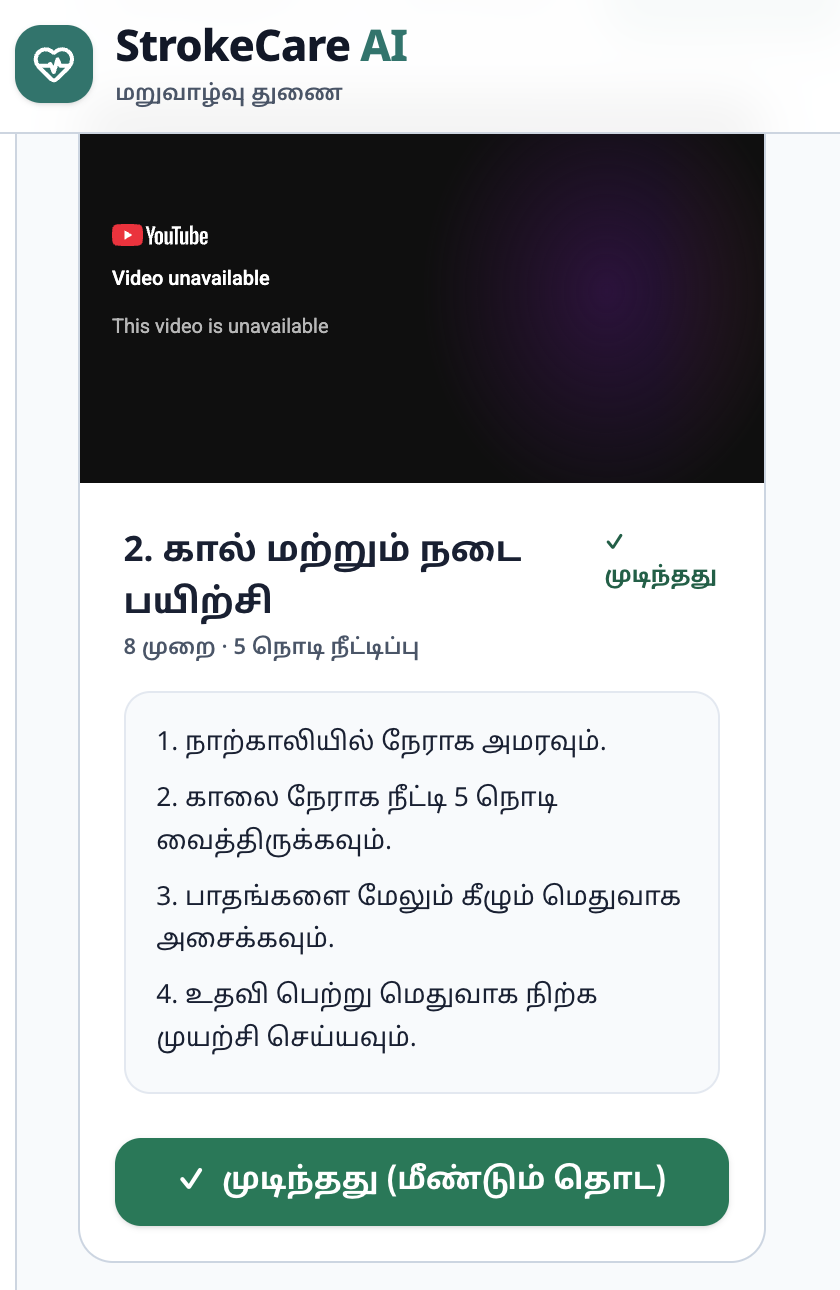 StrokeCare AI
மறுவாழ்வு துணை
YouTube
Video unavailable
This video is unavailable
2. கால் மற்றும் நடை
பயிற்சி
✓
முடிந்தது
8 முறை · 5 நொடி நீட்டிப்பு
1. நாற்காலியில் நேராக அமரவும்.
2. காலை நேராக நீட்டி 5 நொடி
வைத்திருக்கவும்.
3. பாதங்களை மேலும் கீழும் மெதுவாக
அசைக்கவும்.
4. உதவி பெற்று மெதுவாக நிற்க
முயற்சி செய்யவும்.
✓ முடிந்தது (மீண்டும் தொட)